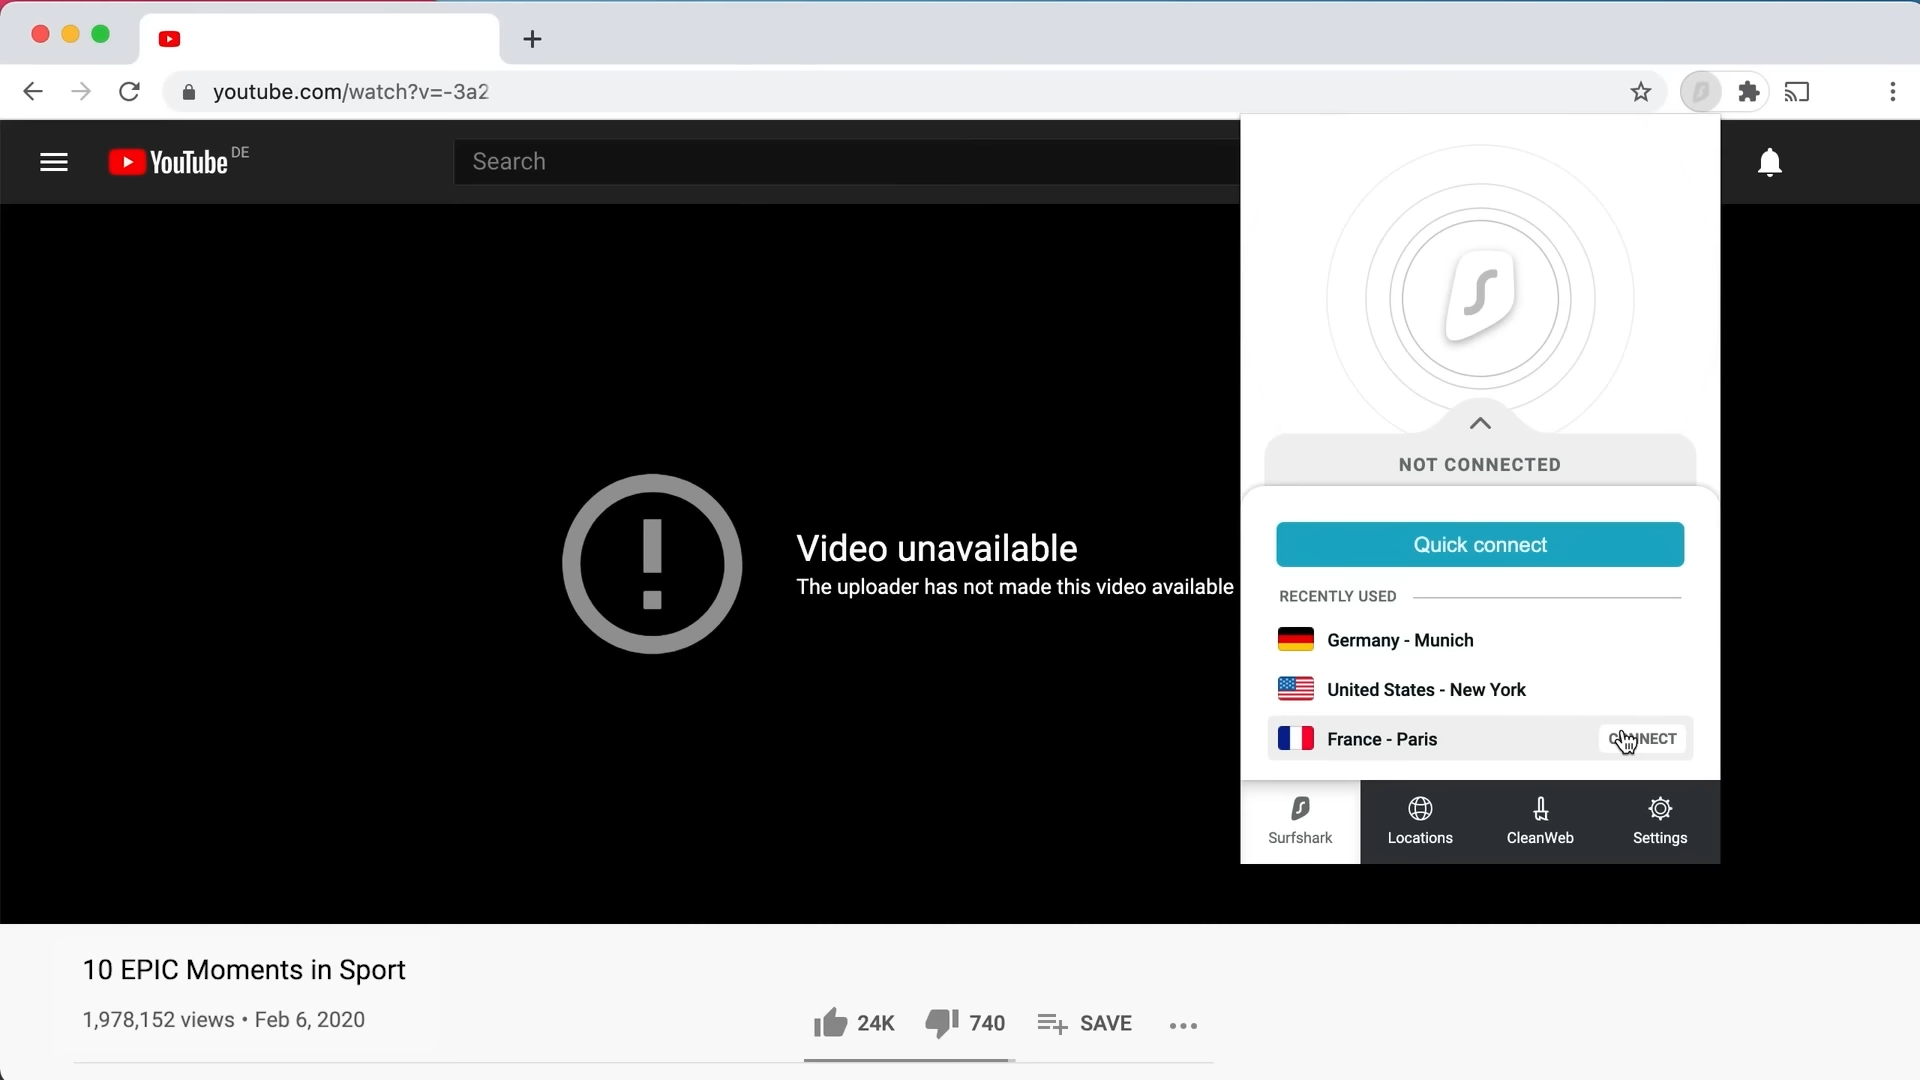 youtube.com/watch?v=-3a2
YouTube DE
Search
NOT CONNECTED
Video unavailable
The uploader has not made this video available
Quick connect
RECENTLY USED
Germany - Munich
United States - New York
France - Paris
CONNECT
Surfshark
Locations
CleanWeb
Settings
10 EPIC Moments in Sport
1,978,152 views • Feb 6, 2020
24K
740
SAVE